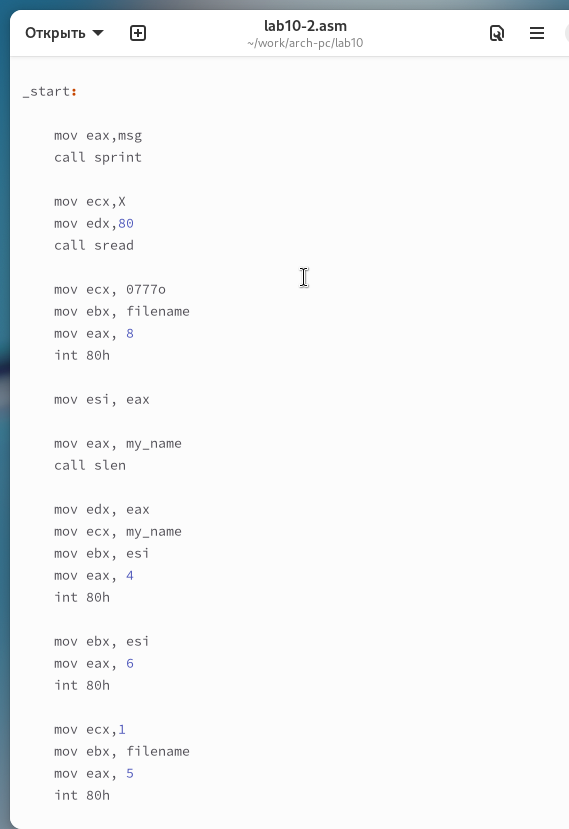 Открыть
lab10-2.asm
~/work/arch-pc/lab10
_start:
mov eax,msg
call sprint
mov ecx,X
mov edx,80
call sread
mov ecx, 0777o
mov ebx, filename
mov eax, 8
int 80h
mov esi, eax
mov eax, my_name
call slen
mov edx, eax
mov ecx, my_name
mov ebx, esi
mov eax, 4
int 80h
mov ebx, esi
mov eax, 6
int 80h
mov ecx,1
mov ebx, filename
mov eax, 5
int 80h